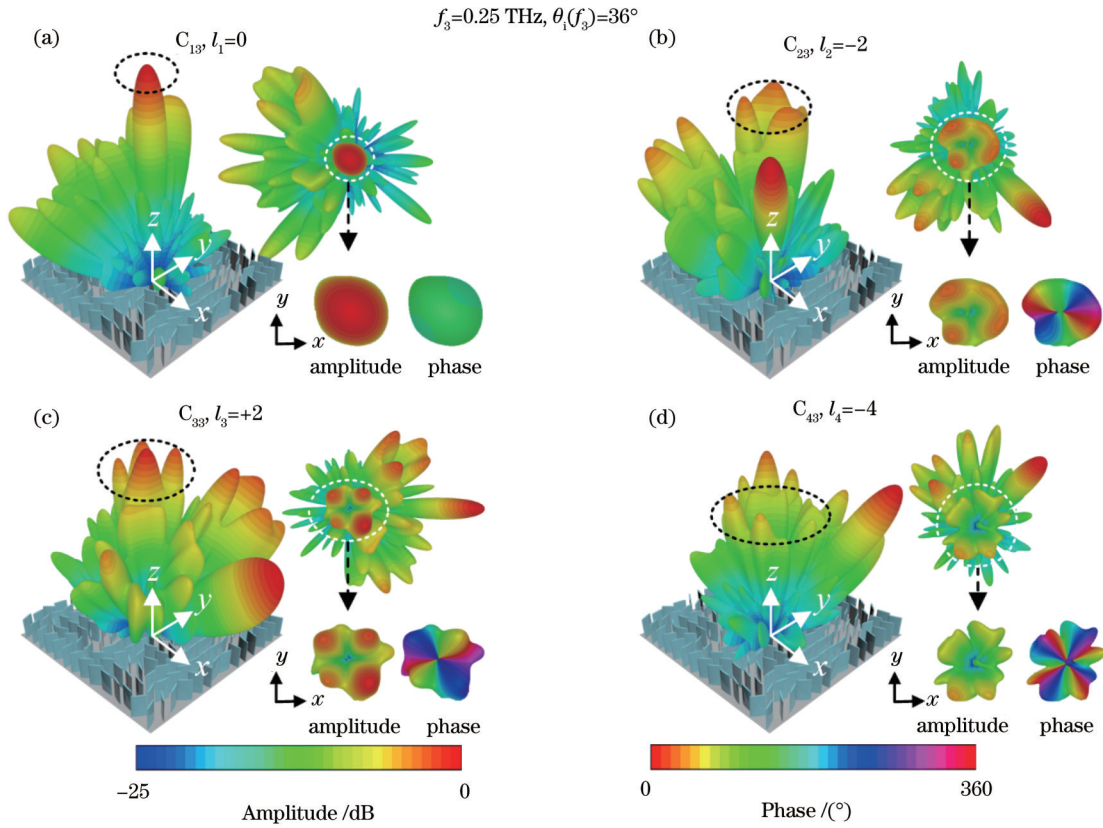 f₃=0.25 THz, θᵢ(f₃)=36°
(a)
C₁₃, l₁=0
z
y
x
y
x
amplitude phase
(b)
C₂₃, l₂=−2
z
y
x
y
x
amplitude phase
(c)
C₃₃, l₃=+2
z
y
x
y
x
amplitude phase
(d)
C₄₃, l₄=−4
z
y
x
y
x
amplitude phase
−25 0
Amplitude /dB
0 360
Phase /(°)